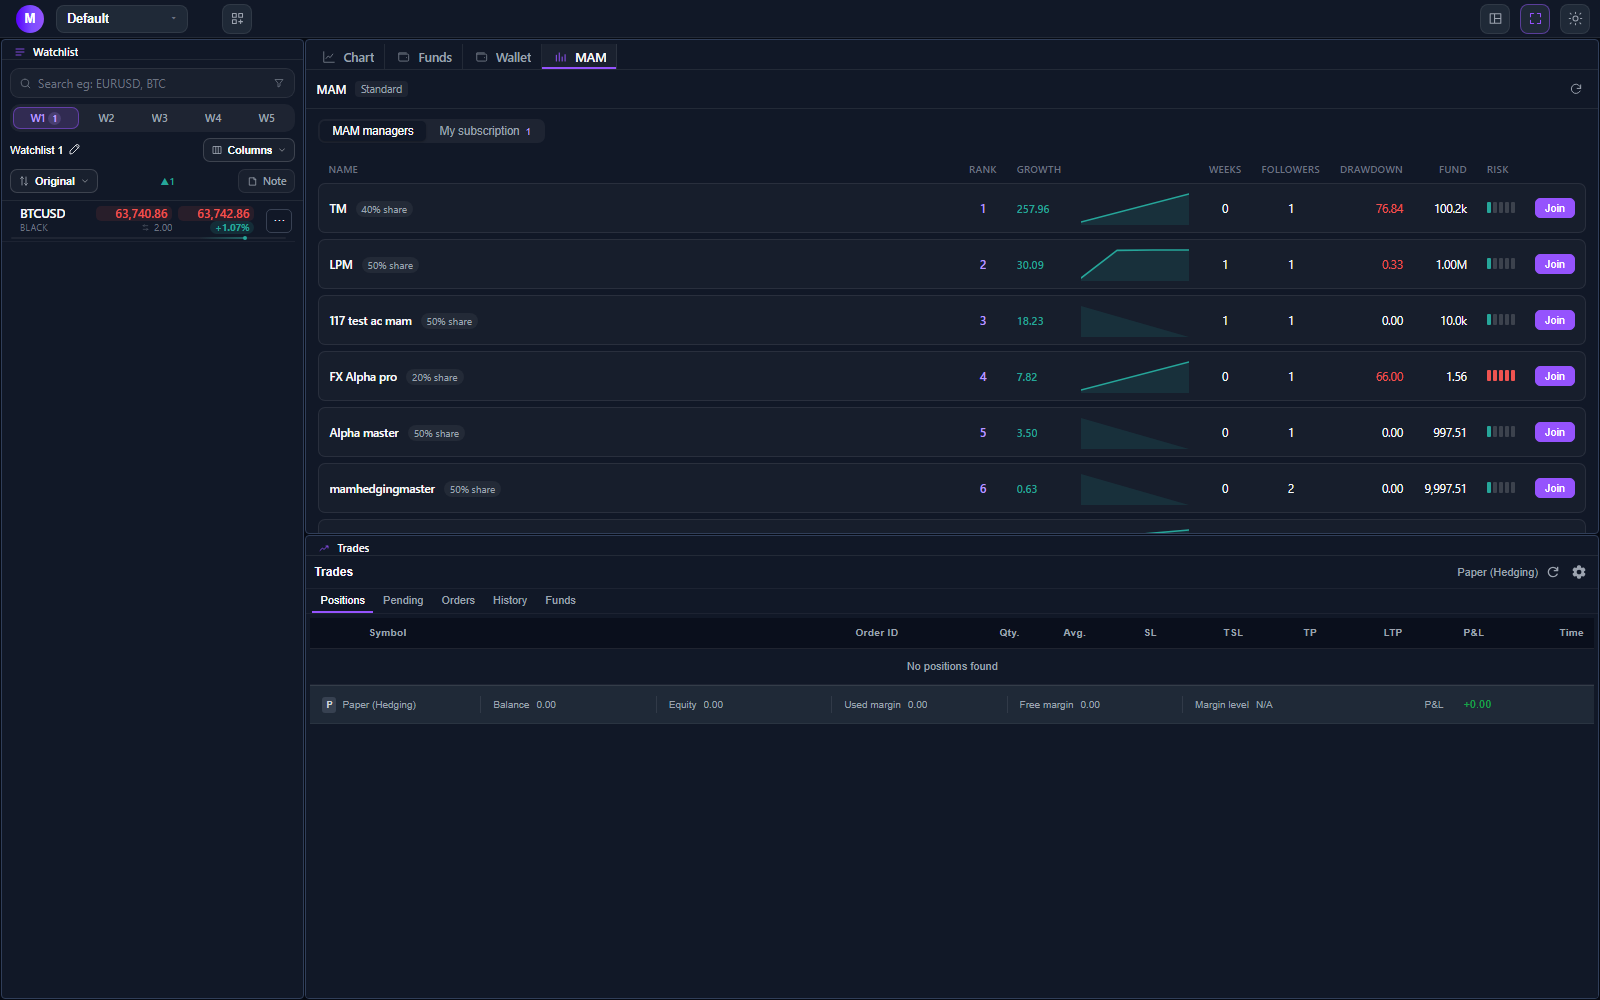 M Default
Watchlist
Search eg: EURUSD, BTC
W1 1 W2 W3 W4 W5
Watchlist 1 Columns
Original ▲1 Note
BTCUSD 63,740.86 63,742.86 ...
BLACK 2.00 +1.07%
Chart Funds Wallet MAM
MAM Standard
MAM managers My subscription 1
NAME RANK GROWTH WEEKS FOLLOWERS DRAWDOWN FUND RISK
TM 40% share 1 257.96 0 1 76.84 100.2k Join
LPM 50% share 2 30.09 1 1 0.33 1.00M Join
117 test ac mam 50% share 3 18.23 1 1 0.00 10.0k Join
FX Alpha pro 20% share 4 7.82 0 1 66.00 1.56 Join
Alpha master 50% share 5 3.50 0 1 0.00 997.51 Join
mamhedgingmaster 50% share 6 0.63 0 2 0.00 9,997.51 Join
Trades
Trades Paper (Hedging)
Positions Pending Orders History Funds
Symbol Order ID Qty. Avg. SL TSL TP LTP P&L Time
No positions found
P Paper (Hedging) Balance 0.00 Equity 0.00 Used margin 0.00 Free margin 0.00 Margin level N/A P&L +0.00